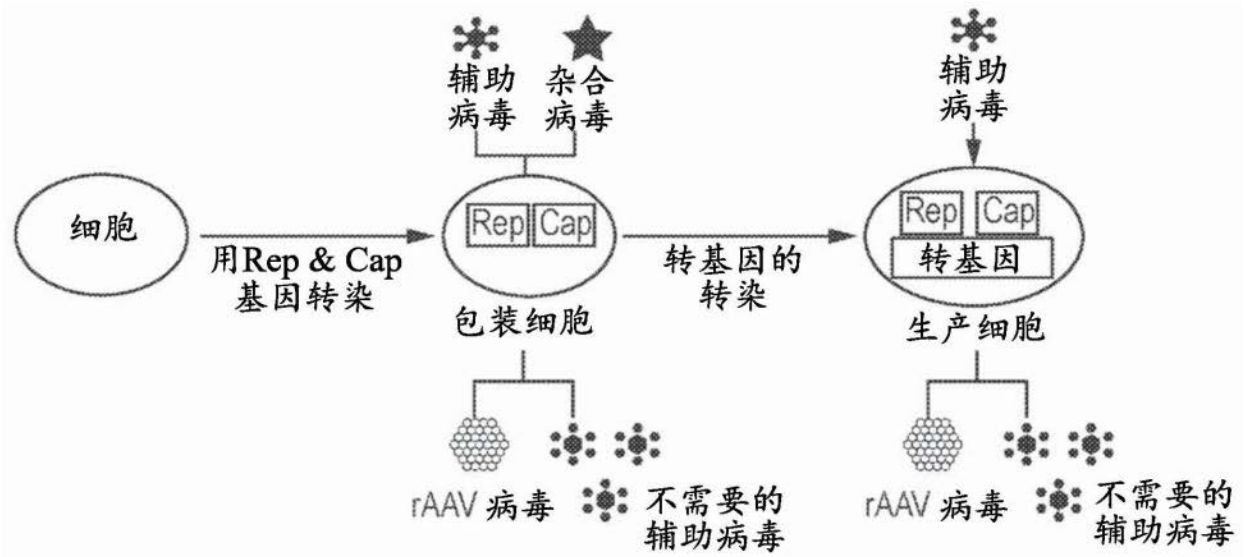 辅助
病毒
杂合
病毒
辅助
病毒
细胞
用Rep & Cap
基因转染
Rep Cap
包装细胞
转基因的
转染
Rep Cap
转基因
生产细胞
rAAV 病毒
不需要的
辅助病毒
rAAV 病毒
不需要的
辅助病毒